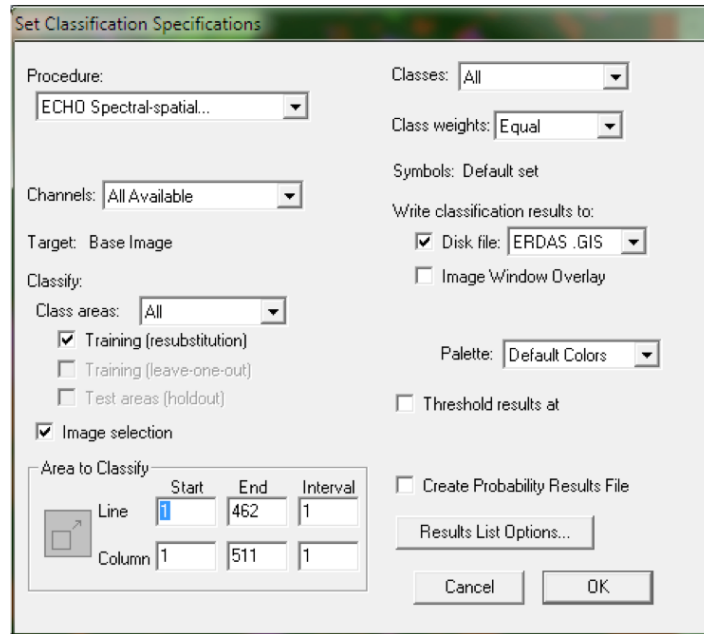 Set Classification Specifications
Procedure:
ECHO Spectral-spatial...
Channels: All Available
Target: Base Image
Classify:
Class areas: All
Training (resubstitution)
Training (leave-one-out)
Test areas (holdout)
Image selection
Area to Classify
Start End Interval
Line 1 462 1
Column 1 511 1
Classes: All
Class weights: Equal
Symbols: Default set
Write classification results to:
Disk file: ERDAS .GIS
Image Window Overlay
Palette: Default Colors
Threshold results at
Create Probability Results File
Results List Options...
Cancel OK